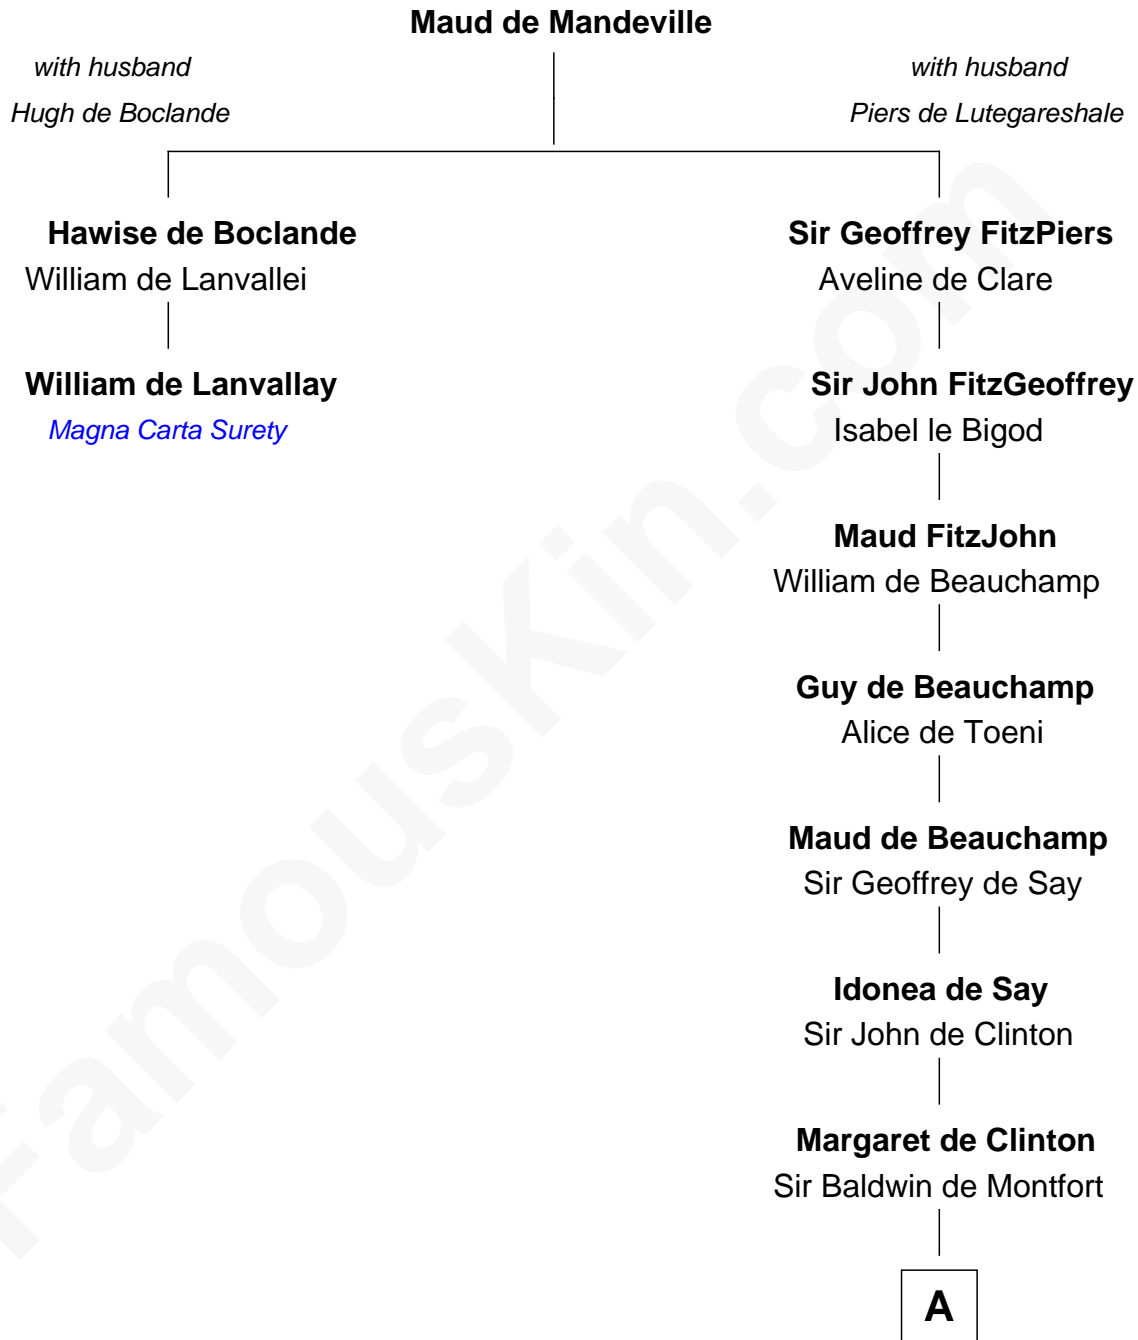 Maud de Mandeville
with husband
Hugh de Boclande
with husband
Piers de Lutegareshale
Hawise de Boclande
William de Lanvallei
William de Lanvallay
Magna Carta Surety
Sir Geoffrey FitzPiers
Aveline de Clare
Sir John FitzGeoffrey
Isabel le Bigod
Maud FitzJohn
William de Beauchamp
Guy de Beauchamp
Alice de Toeni
Maud de Beauchamp
Sir Geoffrey de Say
Idonea de Say
Sir John de Clinton
Margaret de Clinton
Sir Baldwin de Montfort
A
FamousKin.com